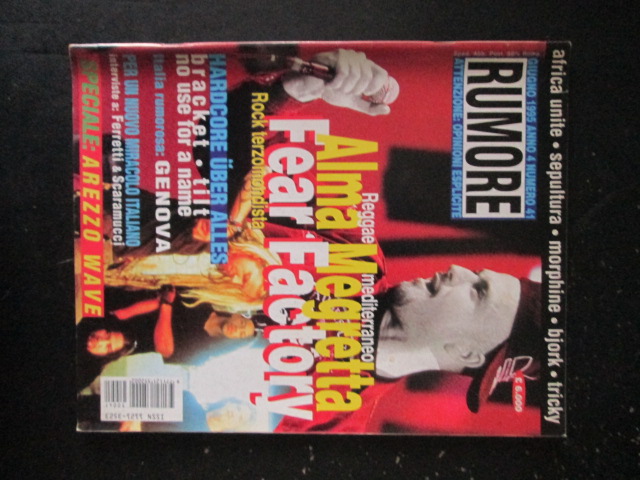 africa unite • sepultura • morphine • bjork • tricky
GIUGNO 1995 ANNO 4 NUMERO 41
RUMORE
ATTENZIONE: OPINIONI ESPLICITE
£ 6.000
Reggae mediterraneo
Alma Megretta
Fear Factory
Rock terzomondista
HARDCORE ÜBER ALLES
bracket • tilt
no use for a name
italia rumorosa: GENOVA
PER UN NUOVO MIRACOLO ITALIANO
interviste a: Ferretti & Scaramucci
SPECIALE: AREZZO WAVE